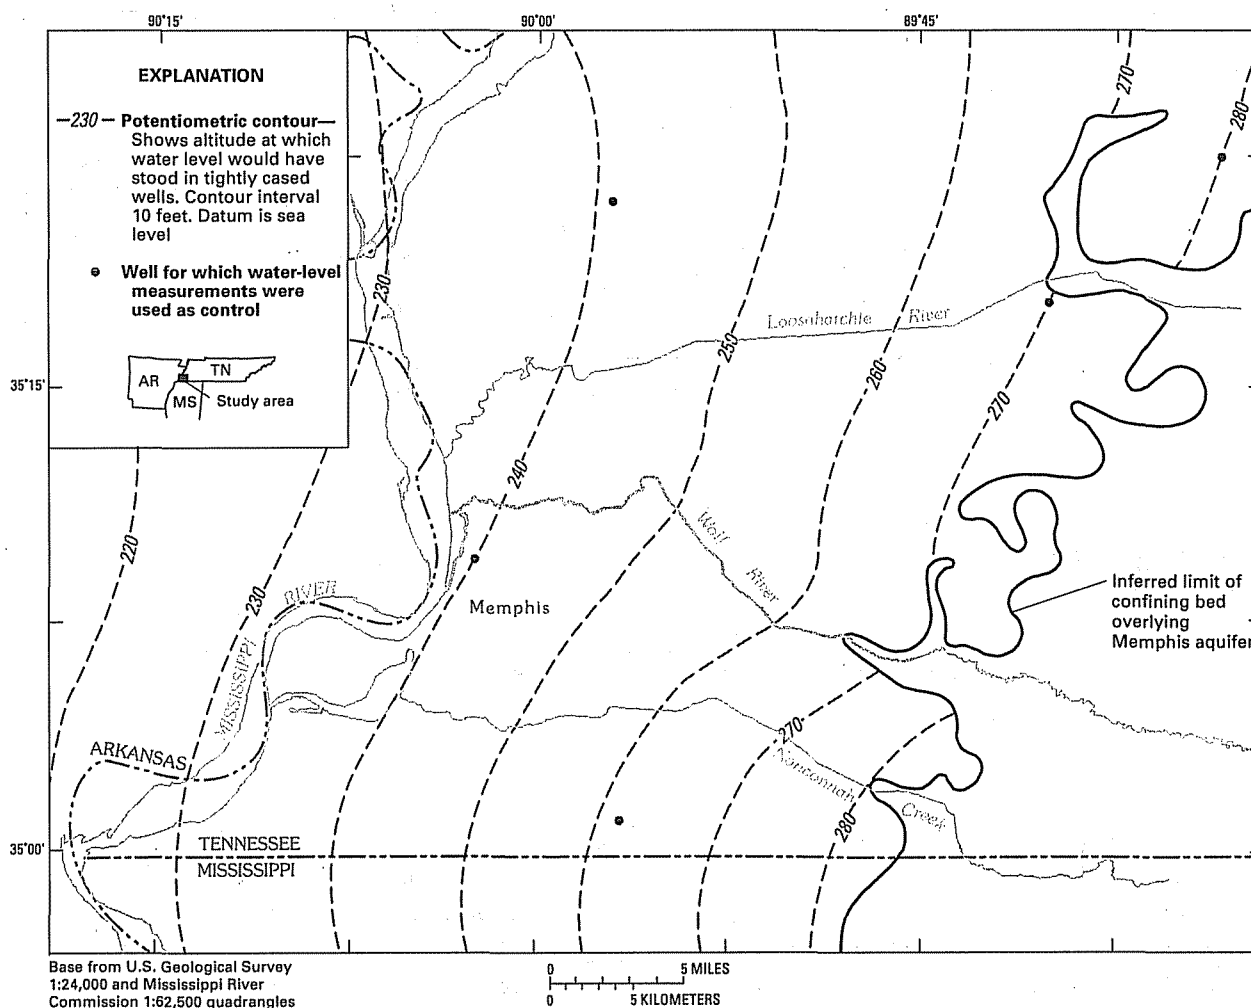 90°15'
90°00'
89°45'
EXPLANATION
—230— Potentiometric contour—
Shows altitude at which
water level would have
stood in tightly cased
wells. Contour interval
10 feet. Datum is sea
level
Well for which water-level
measurements were
used as control
AR
TN
MS
Study area
270
280
230
Loosahatchie River
250
260
270
35°15'
240
220
230
Wolf River
RIVER
MISSISSIPPI
Memphis
Inferred limit of
confining bed
overlying
Memphis aquifer
270
ARKANSAS
Nonconnah Creek
280
35°00'
TENNESSEE
MISSISSIPPI
Base from U.S. Geological Survey
1:24,000 and Mississippi River
Commission 1:62,500 quadrangles
0 5 MILES
0 5 KILOMETERS